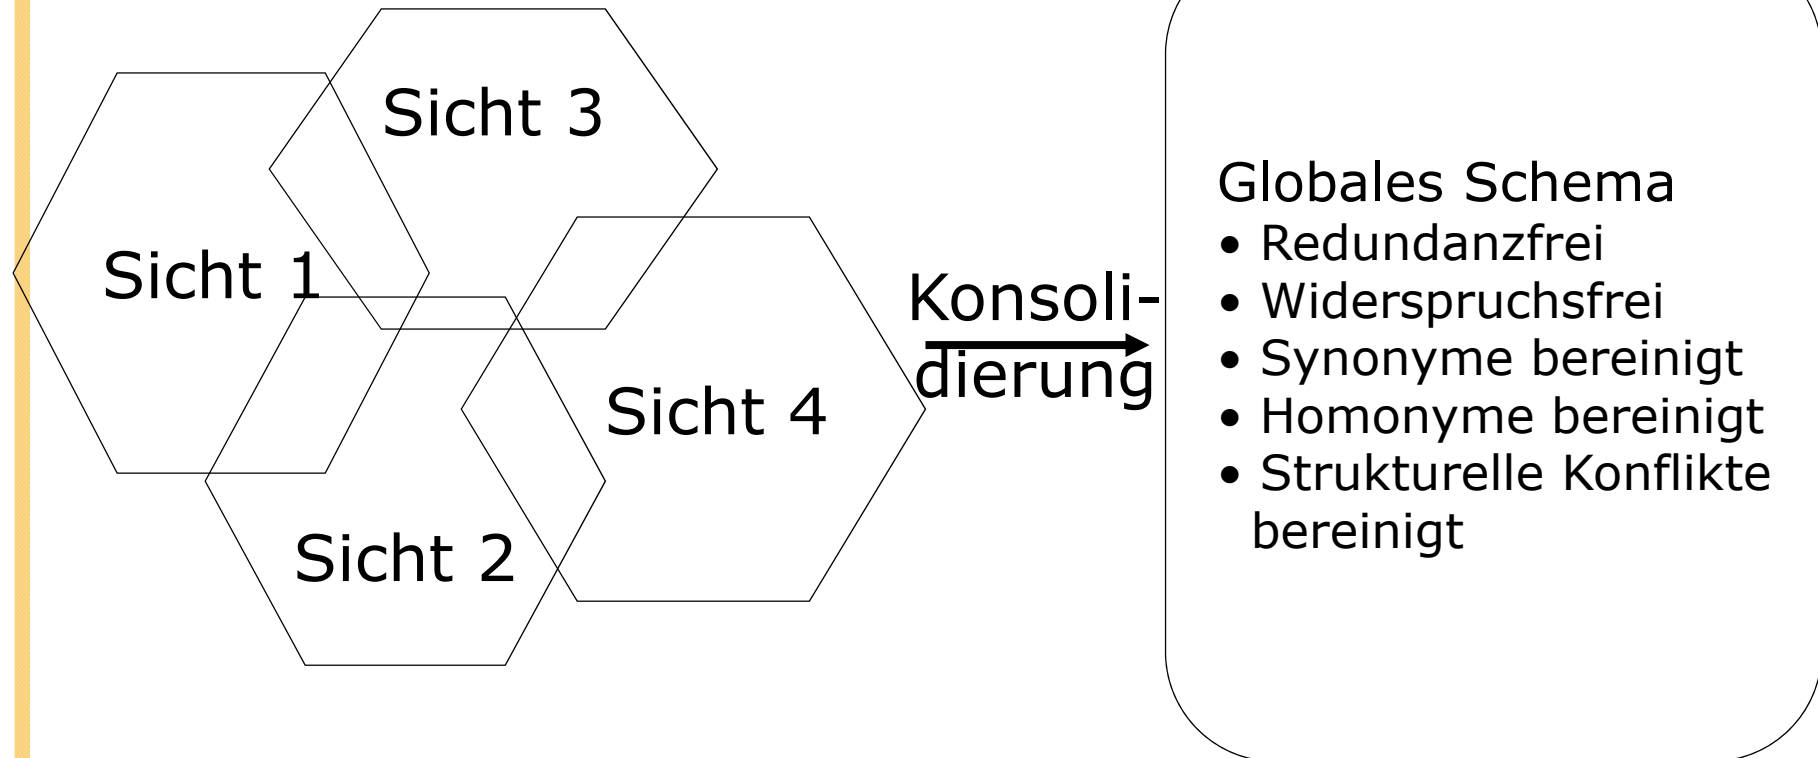 Sicht 3
Sicht 1
Sicht 4
Sicht 2
Konsoli-
dierung
Globales Schema
• Redundanzfrei
• Widerspruchsfrei
• Synonyme bereinigt
• Homonyme bereinigt
• Strukturelle Konflikte
bereinigt